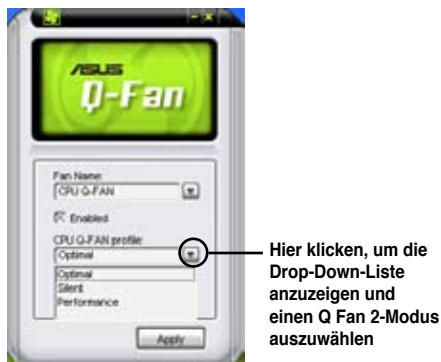 ASUS
Q-Fan
Fan Name:
CPU Q-FAN
Enabled
CPU Q-FAN profile:
Optimal
Optimal
Silent
Performance
Apply
Hier klicken, um die
Drop-Down-Liste
anzuzeigen und
einen Q Fan 2-Modus
auszuwählen